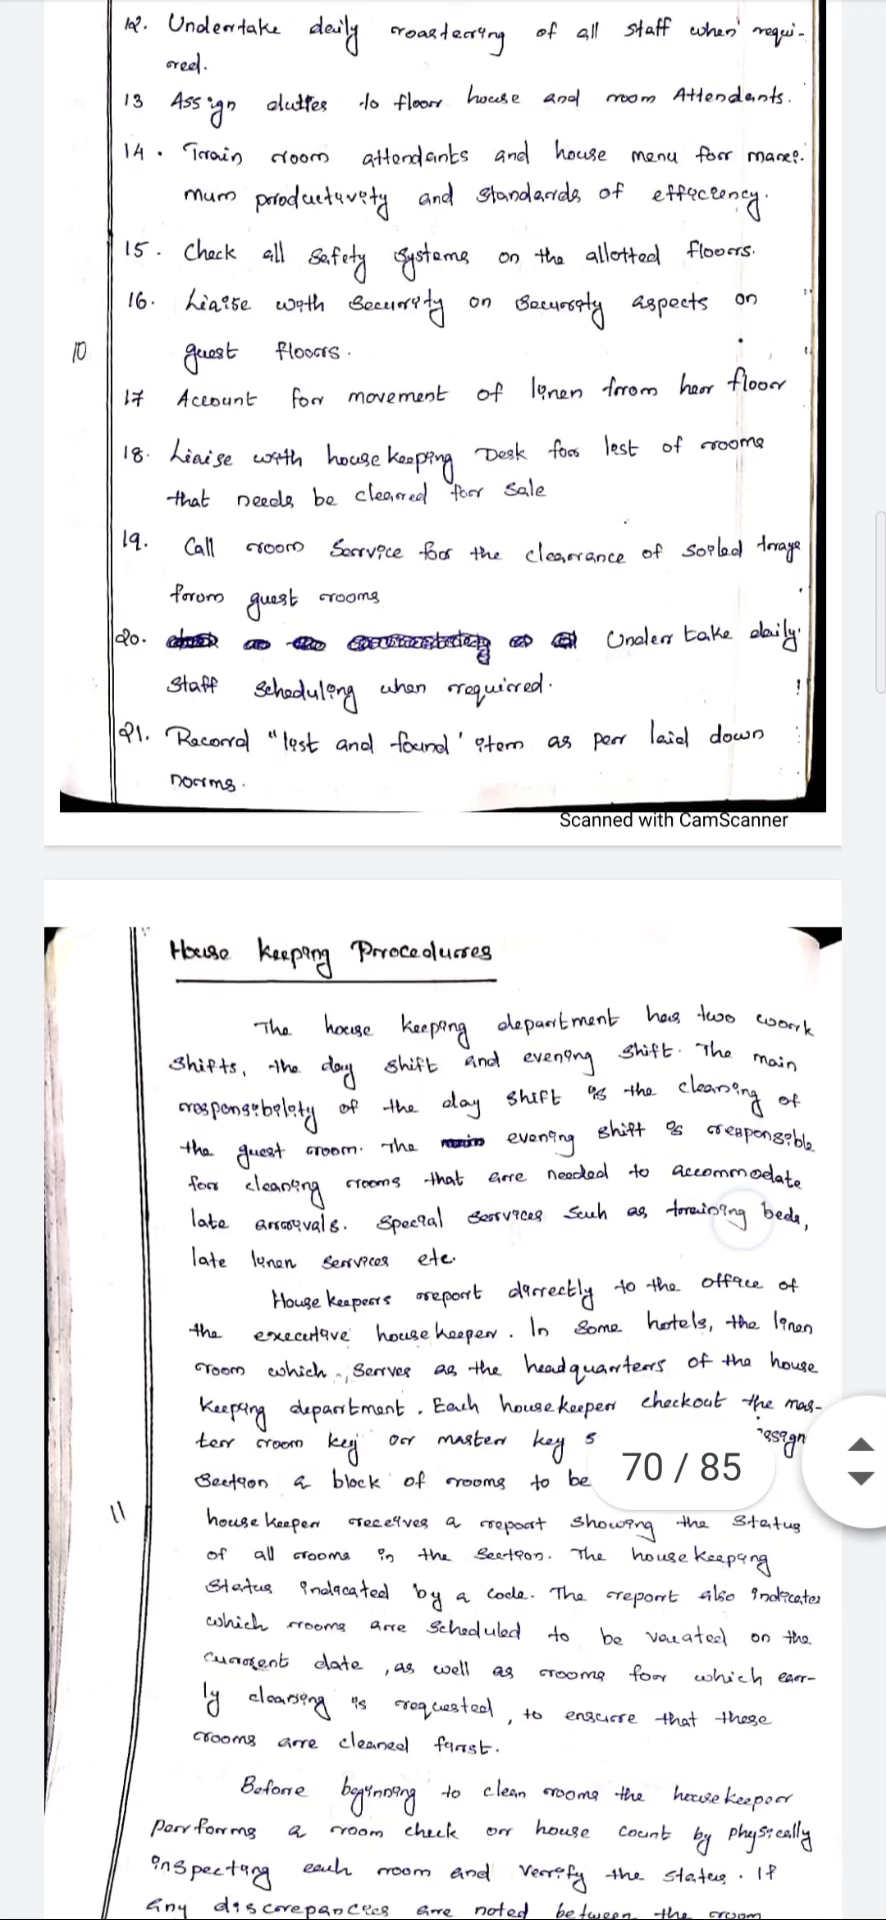 12. Undertake daily roastering of all staff when requi-
red.
13 Assign duties to floor house and room Attendants.
14. Train room attendants and house menu for maxi-
mum productivity and standards of efficiency.
15. Check all safety systems on the allotted floors.
16. Liaise with Security on Security aspects on
10 guest floors.
17 Account for movement of linen from her floor
18. Liaise with house keeping Desk for lest of rooms
that needs be cleared for sale
19. Call room Service for the clearrance of soiled trays
from guest rooms
20. Under take daily
staff scheduling when required.
21. Record "lost and found' item as per laid down
norms.
Scanned with CamScanner
House keeping Procedures
The house keeping department has two work
shifts, the day shift and evening shift. The main
responsibility of the day shift is the cleaning of
the guest room. The evening shift is responsible
for cleaning rooms that are needed to accommodate
late arrivals. Special services such as training beds,
late linen services etc.
House keepers report directly to the office of
the executive house keeper. In some hotels, the linen
room which serves as the headquarters of the house
keeping department. Each house keeper checkout the mas-
ter room key or master key s
section a block of rooms to be
70 / 85
11 house keeper receives a report showing the status
of all rooms in the section. The house keeping
status indicated by a code. The report also indicates
which rooms are scheduled to be vacated on the
current date, as well as rooms for which ear-
ly cleaning is requested, to ensure that these
rooms are cleaned first.
Before beginning to clean rooms the house keeper
performs a room check or house count by physically
inspecting each room and verify the status. If
any discrepancies are noted between the room